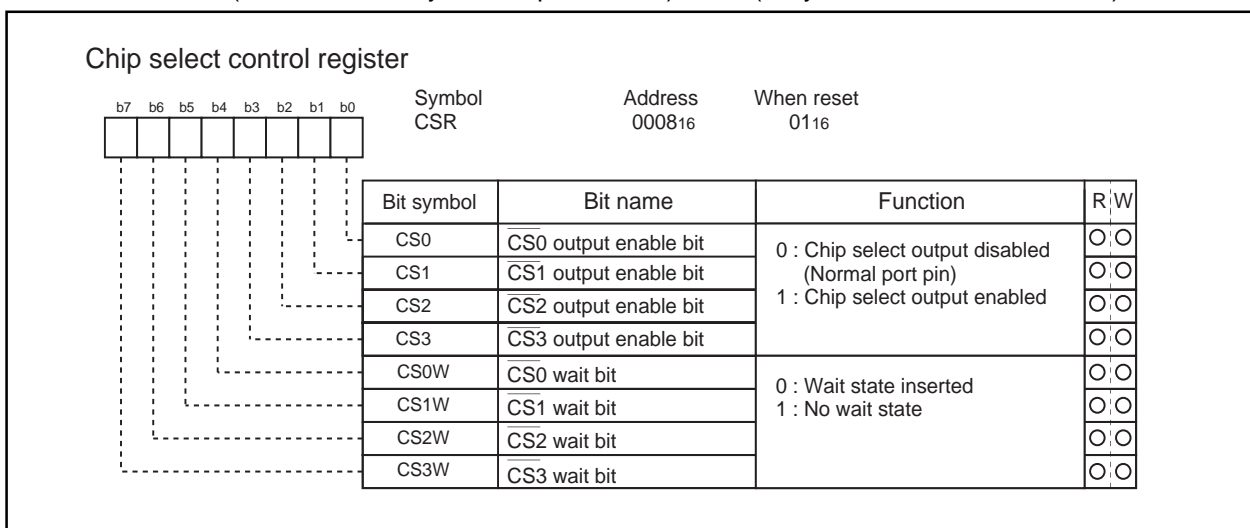 Chip select control register
Symbol Address When reset
b7 b6 b5 b4 b3 b2 b1 b0
CSR 000816 0116
Bit symbol Bit name Function R W
CS0 CS0 output enable bit
0 : Chip select output disabled
(Normal port pin)
1 : Chip select output enabled
CS1 CS1 output enable bit
CS2 CS2 output enable bit
CS3 CS3 output enable bit
CS0W CS0 wait bit
0 : Wait state inserted
1 : No wait state
CS1W CS1 wait bit
CS2W CS2 wait bit
CS3W CS3 wait bit